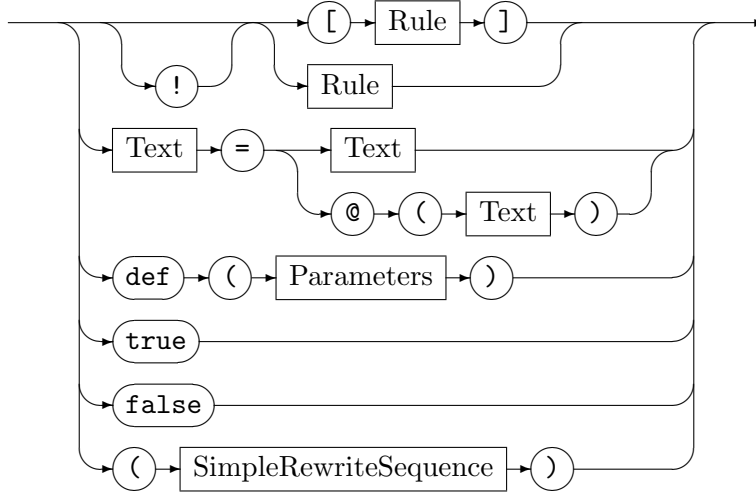 [ Rule ]
! Rule
Text = Text
@ ( Text )
def ( Parameters )
true
false
( SimpleRewriteSequence )